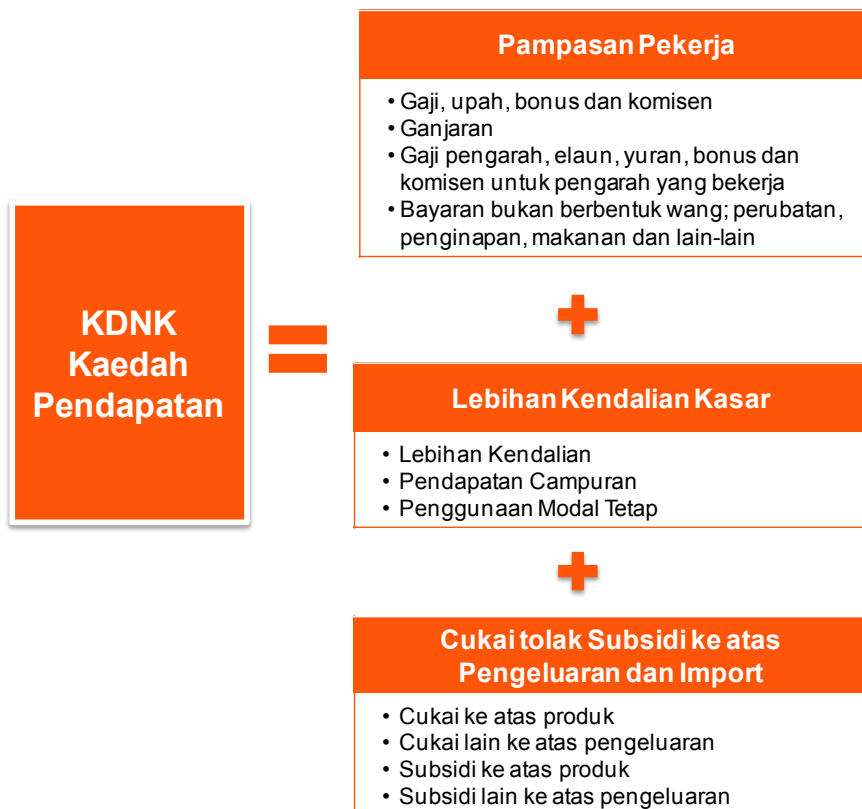 KDNK
Kaedah
Pendapatan
Pampasan Pekerja
• Gaji, upah, bonus dan komisen
• Ganjaran
• Gaji pengarah, elaun, yuran, bonus dan
komisen untuk pengarah yang bekerja
• Bayaran bukan berbentuk wang; perubatan,
penginapan, makanan dan lain-lain
Lebihan Kendalian Kasar
• Lebihan Kendalian
• Pendapatan Campuran
• Penggunaan Modal Tetap
Cukai tolak Subsidi ke atas
Pengeluaran dan Import
• Cukai ke atas produk
• Cukai lain ke atas pengeluaran
• Subsidi ke atas produk
• Subsidi lain ke atas pengeluaran